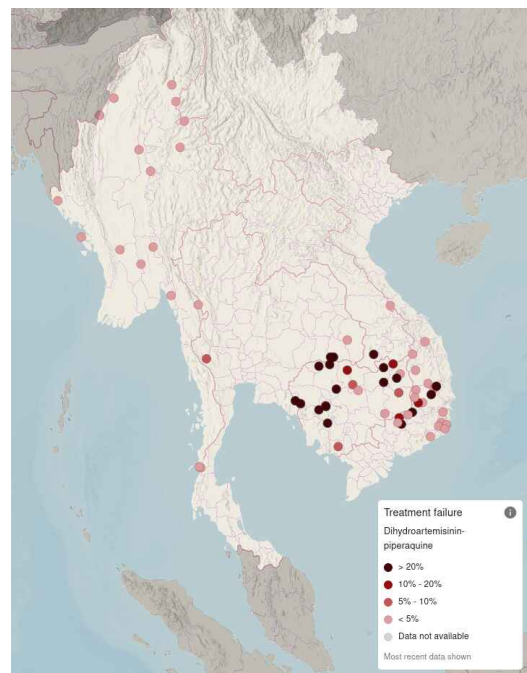 Treatment failure
i
Dihydroartemisinin-
piperaquine
> 20%
10% - 20%
5% - 10%
< 5%
Data not available
Most recent data shown